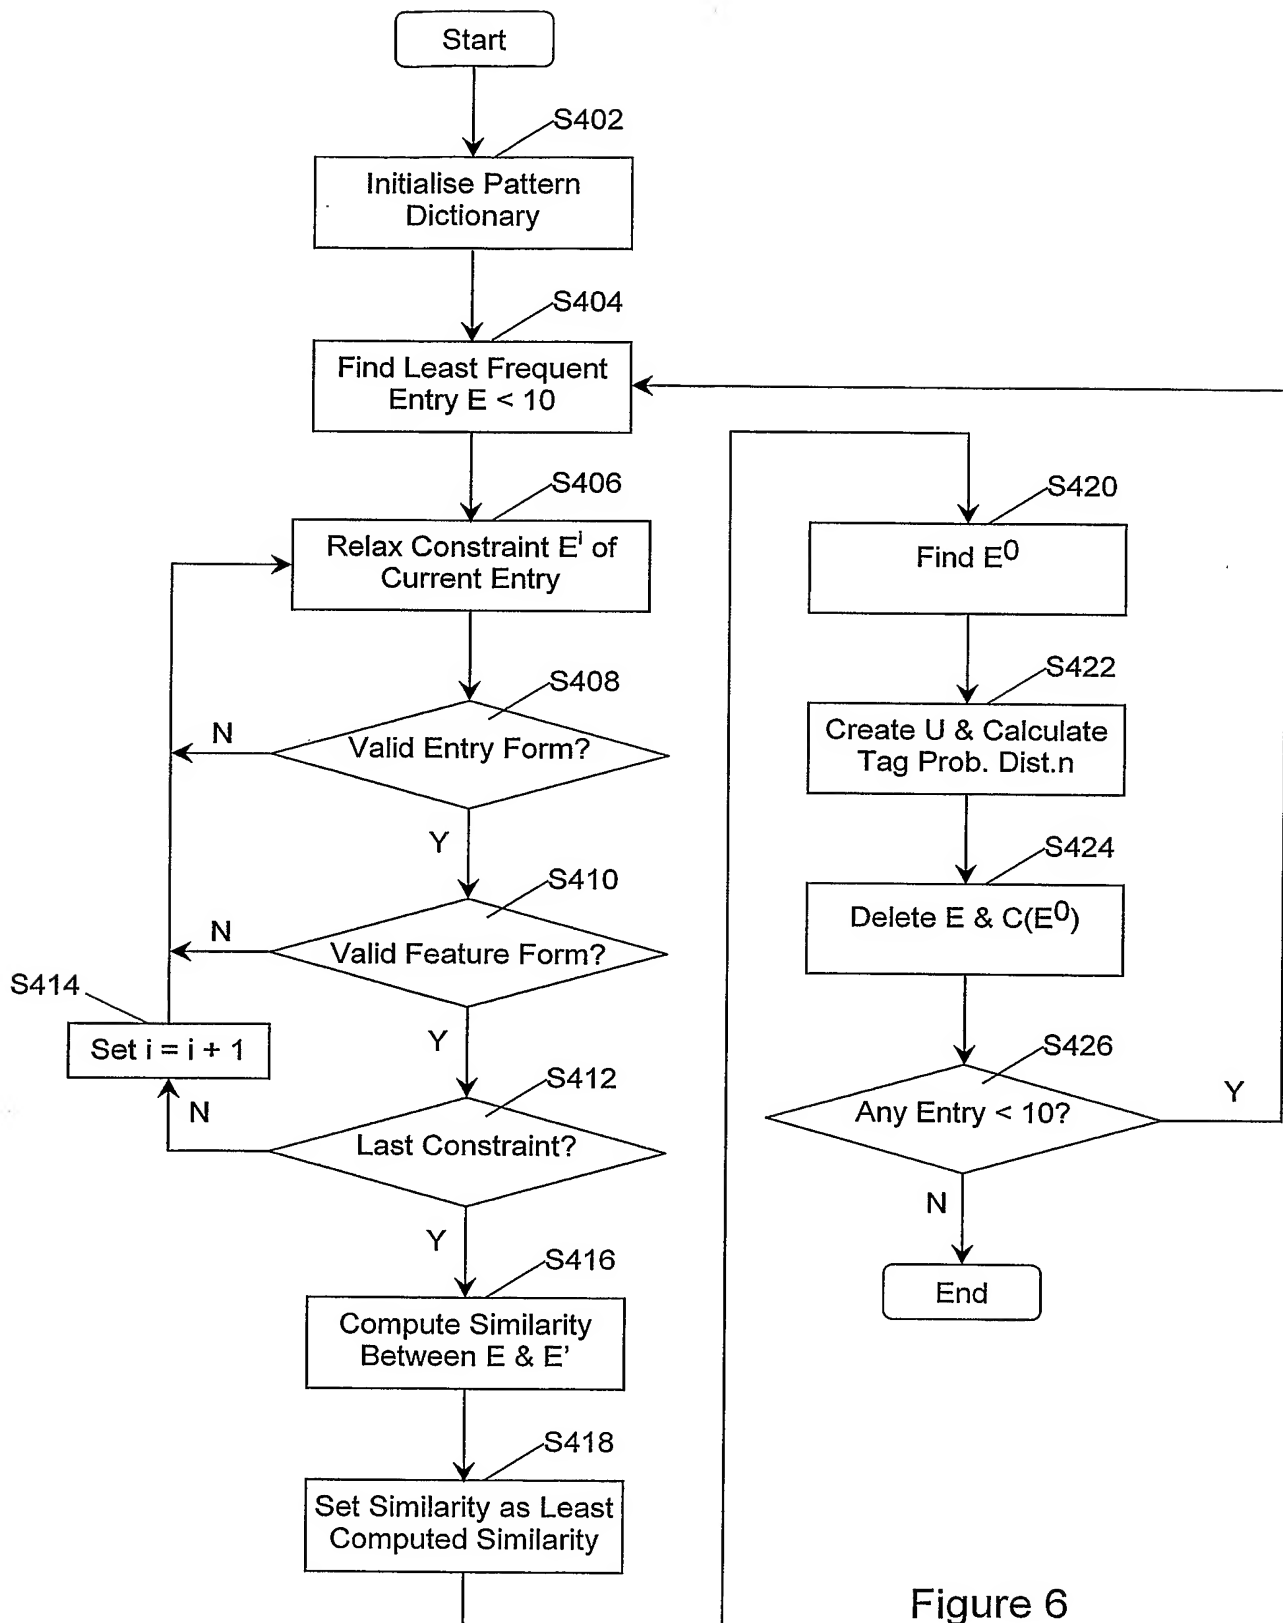 Start
S402
Initialise Pattern
Dictionary
S404
Find Least Frequent
Entry E < 10
S406
Relax Constraint Eⁱ of
Current Entry
S408
N
Valid Entry Form?
Y
S410
N
Valid Feature Form?
S414
Set i = i + 1
Y
S412
N
Last Constraint?
Y
S416
Compute Similarity
Between E & E'
S418
Set Similarity as Least
Computed Similarity
S420
Find E⁰
S422
Create U & Calculate
Tag Prob. Dist.n
S424
Delete E & C(E⁰)
S426
Any Entry < 10?
Y
N
End
Figure 6